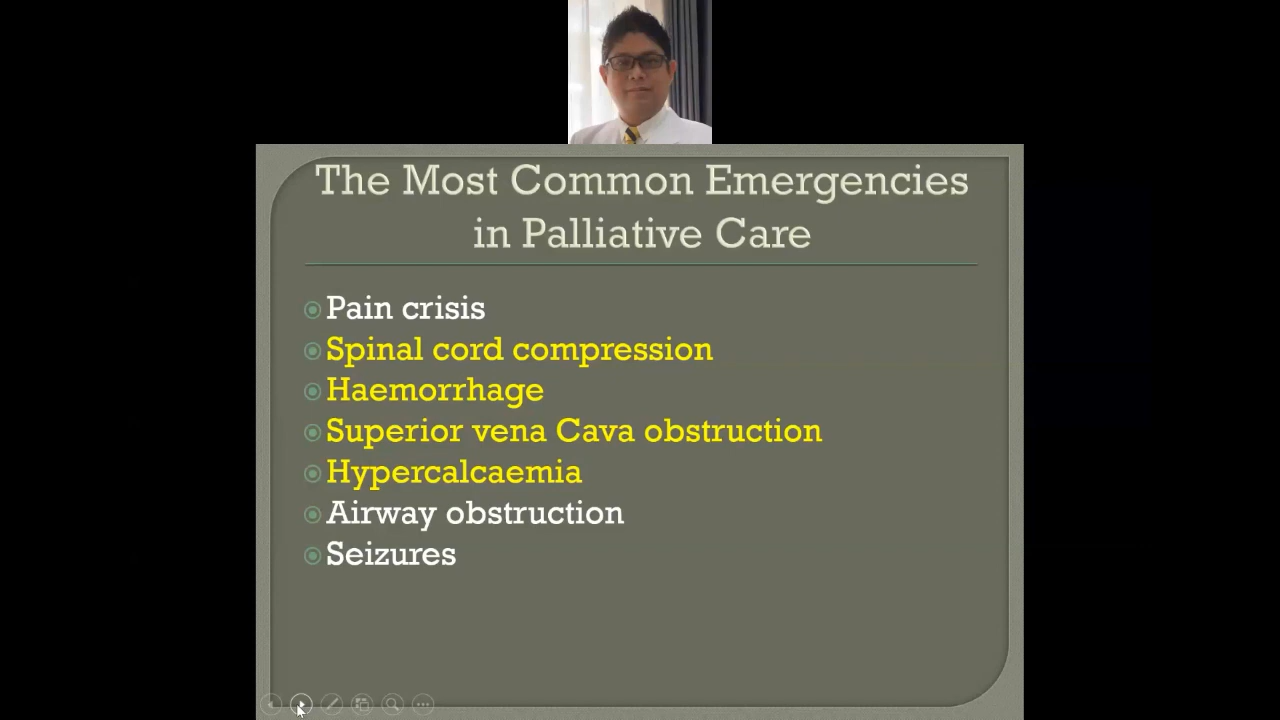 The Most Common Emergencies
in Palliative Care
Pain crisis
Spinal cord compression
Haemorrhage
Superior vena Cava obstruction
Hypercalcaemia
Airway obstruction
Seizures